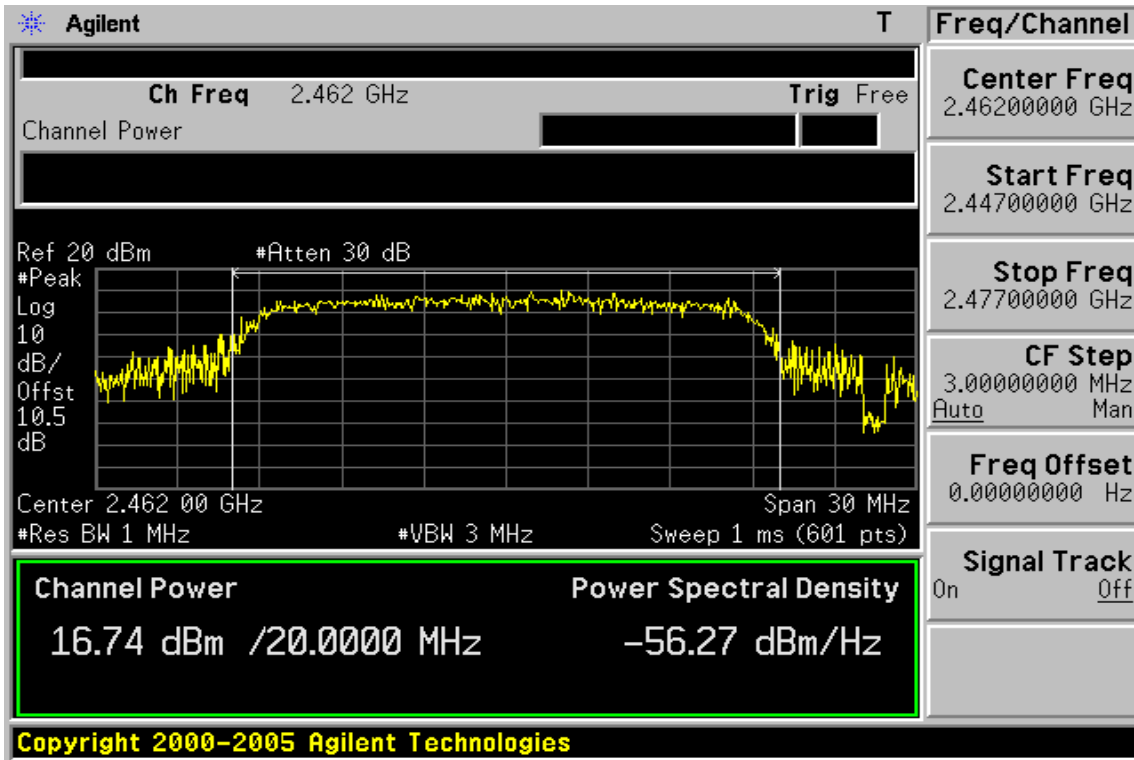 Agilent T
Ch Freq 2.462 GHz Trig Free
Channel Power
Ref 20 dBm #Atten 30 dB
#Peak
Log
10
dB/
Offst
10.5
dB
Center 2.462 00 GHz Span 30 MHz
#Res BW 1 MHz #VBW 3 MHz Sweep 1 ms (601 pts)
Channel Power Power Spectral Density
16.74 dBm /20.0000 MHz -56.27 dBm/Hz
Copyright 2000-2005 Agilent Technologies
Freq/Channel
Center Freq
2.46200000 GHz
Start Freq
2.44700000 GHz
Stop Freq
2.47700000 GHz
CF Step
3.00000000 MHz
Auto Man
Freq Offset
0.00000000 Hz
Signal Track
On Off